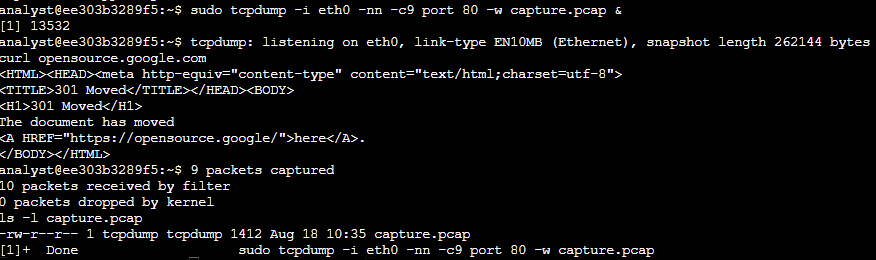 analyst@ee303b3289f5:~$ sudo tcpdump -i eth0 -nn -c9 port 80 -w capture.pcap &
[1] 13532
analyst@ee303b3289f5:~$ tcpdump: listening on eth0, link-type EN10MB (Ethernet), snapshot length 262144 bytes
curl opensource.google.com
<HTML><HEAD><meta http-equiv="content-type" content="text/html;charset=utf-8">
<TITLE>301 Moved</TITLE></HEAD><BODY>
<H1>301 Moved</H1>
The document has moved
<A HREF="https://opensource.google/">here</A>.
</BODY></HTML>
analyst@ee303b3289f5:~$ 9 packets captured
10 packets received by filter
0 packets dropped by kernel
ls -l capture.pcap
-rw-r--r-- 1 tcpdump tcpdump 1412 Aug 18 10:35 capture.pcap
[1]+  Done                    sudo tcpdump -i eth0 -nn -c9 port 80 -w capture.pcap